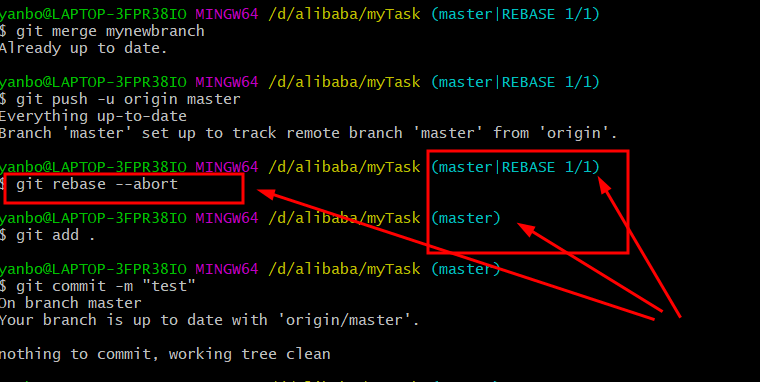 yanbo@LAPTOP-3FPR38IO MINGW64 /d/alibaba/myTask (master|REBASE 1/1)
$ git merge mynewbranch
Already up to date.
yanbo@LAPTOP-3FPR38IO MINGW64 /d/alibaba/myTask (master|REBASE 1/1)
$ git push -u origin master
Everything up-to-date
Branch 'master' set up to track remote branch 'master' from 'origin'.
yanbo@LAPTOP-3FPR38IO MINGW64 /d/alibaba/myTask (master|REBASE 1/1)
$ git rebase --abort
yanbo@LAPTOP-3FPR38IO MINGW64 /d/alibaba/myTask (master)
$ git add .
yanbo@LAPTOP-3FPR38IO MINGW64 /d/alibaba/myTask (master)
$ git commit -m "test"
On branch master
Your branch is up to date with 'origin/master'.
nothing to commit, working tree clean